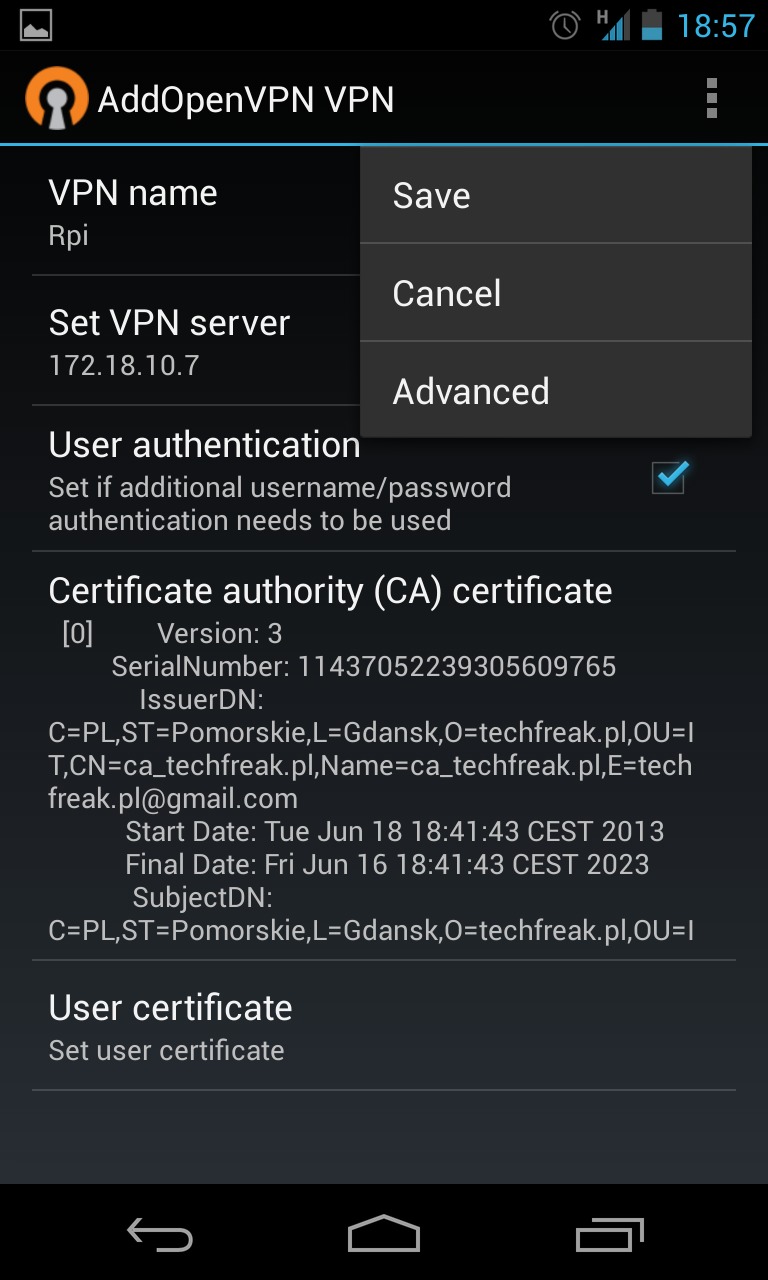 H 18:57
AddOpenVPN VPN
VPN name
Rpi
Save
Cancel
Advanced
Set VPN server
172.18.10.7
User authentication
Set if additional username/password
authentication needs to be used
Certificate authority (CA) certificate
[0] Version: 3
SerialNumber: 11437052239305609765
IssuerDN:
C=PL,ST=Pomorskie,L=Gdansk,O=techfreak.pl,OU=I
T,CN=ca_techfreak.pl,Name=ca_techfreak.pl,E=tech
freak.pl@gmail.com
Start Date: Tue Jun 18 18:41:43 CEST 2013
Final Date: Fri Jun 16 18:41:43 CEST 2023
SubjectDN:
C=PL,ST=Pomorskie,L=Gdansk,O=techfreak.pl,OU=I
User certificate
Set user certificate